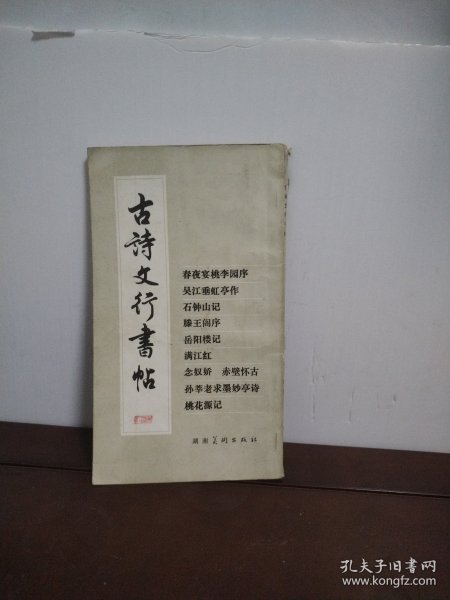 古詩文行書帖
春夜宴桃李园序
吴江垂虹亭作
石钟山记
滕王阁序
岳阳楼记
满江红
念奴娇 赤壁怀古
孙莘老求墨妙亭诗
桃花源记
湖南美术出版社
孔夫子旧书网
www.kongfz.com